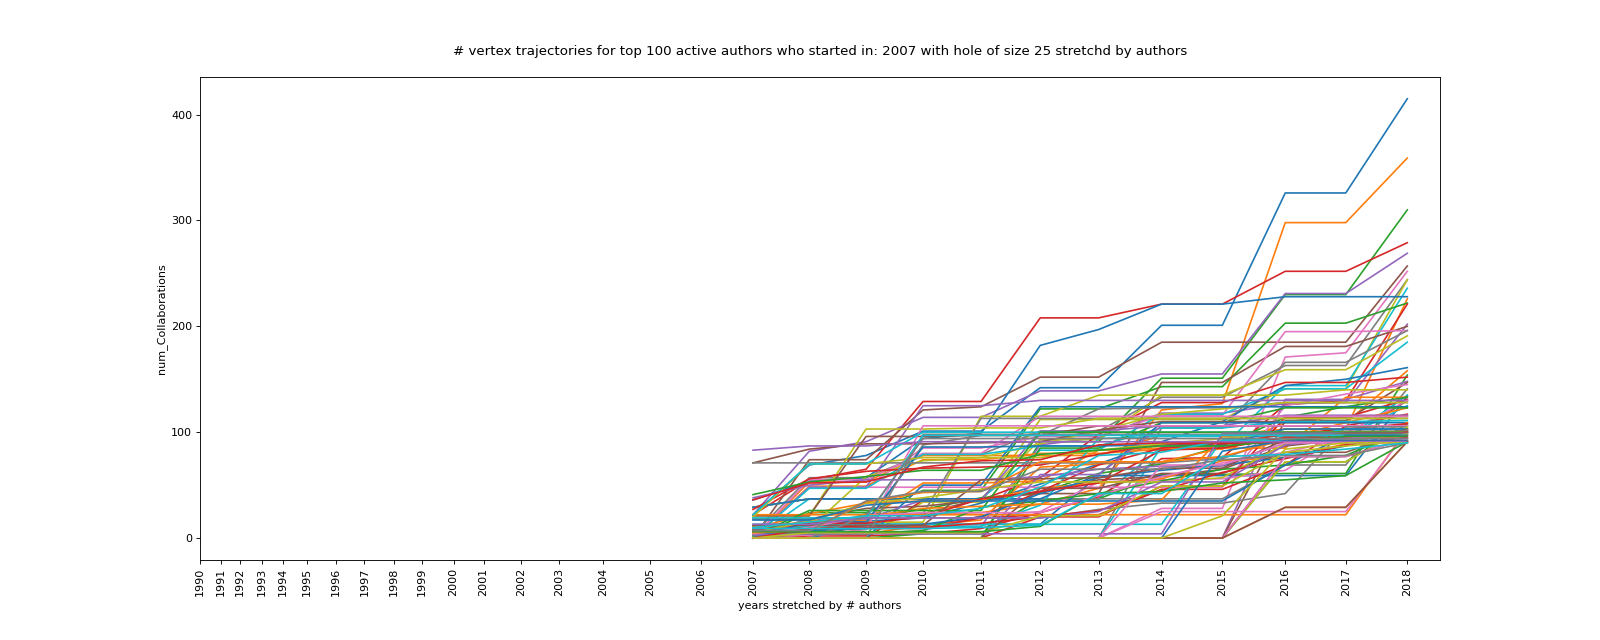 # vertex trajectories for top 100 active authors who started in: 2007 with hole of size 25 stretchd by authors
num_Collaborations
400
300
200
100
0
1990 1991 1992 1993 1994 1995 1996 1997 1998 1999 2000 2001 2002 2003 2004 2005 2006 2007 2008 2009 2010 2011 2012 2013 2014 2015 2016 2017 2018
years stretched by # authors